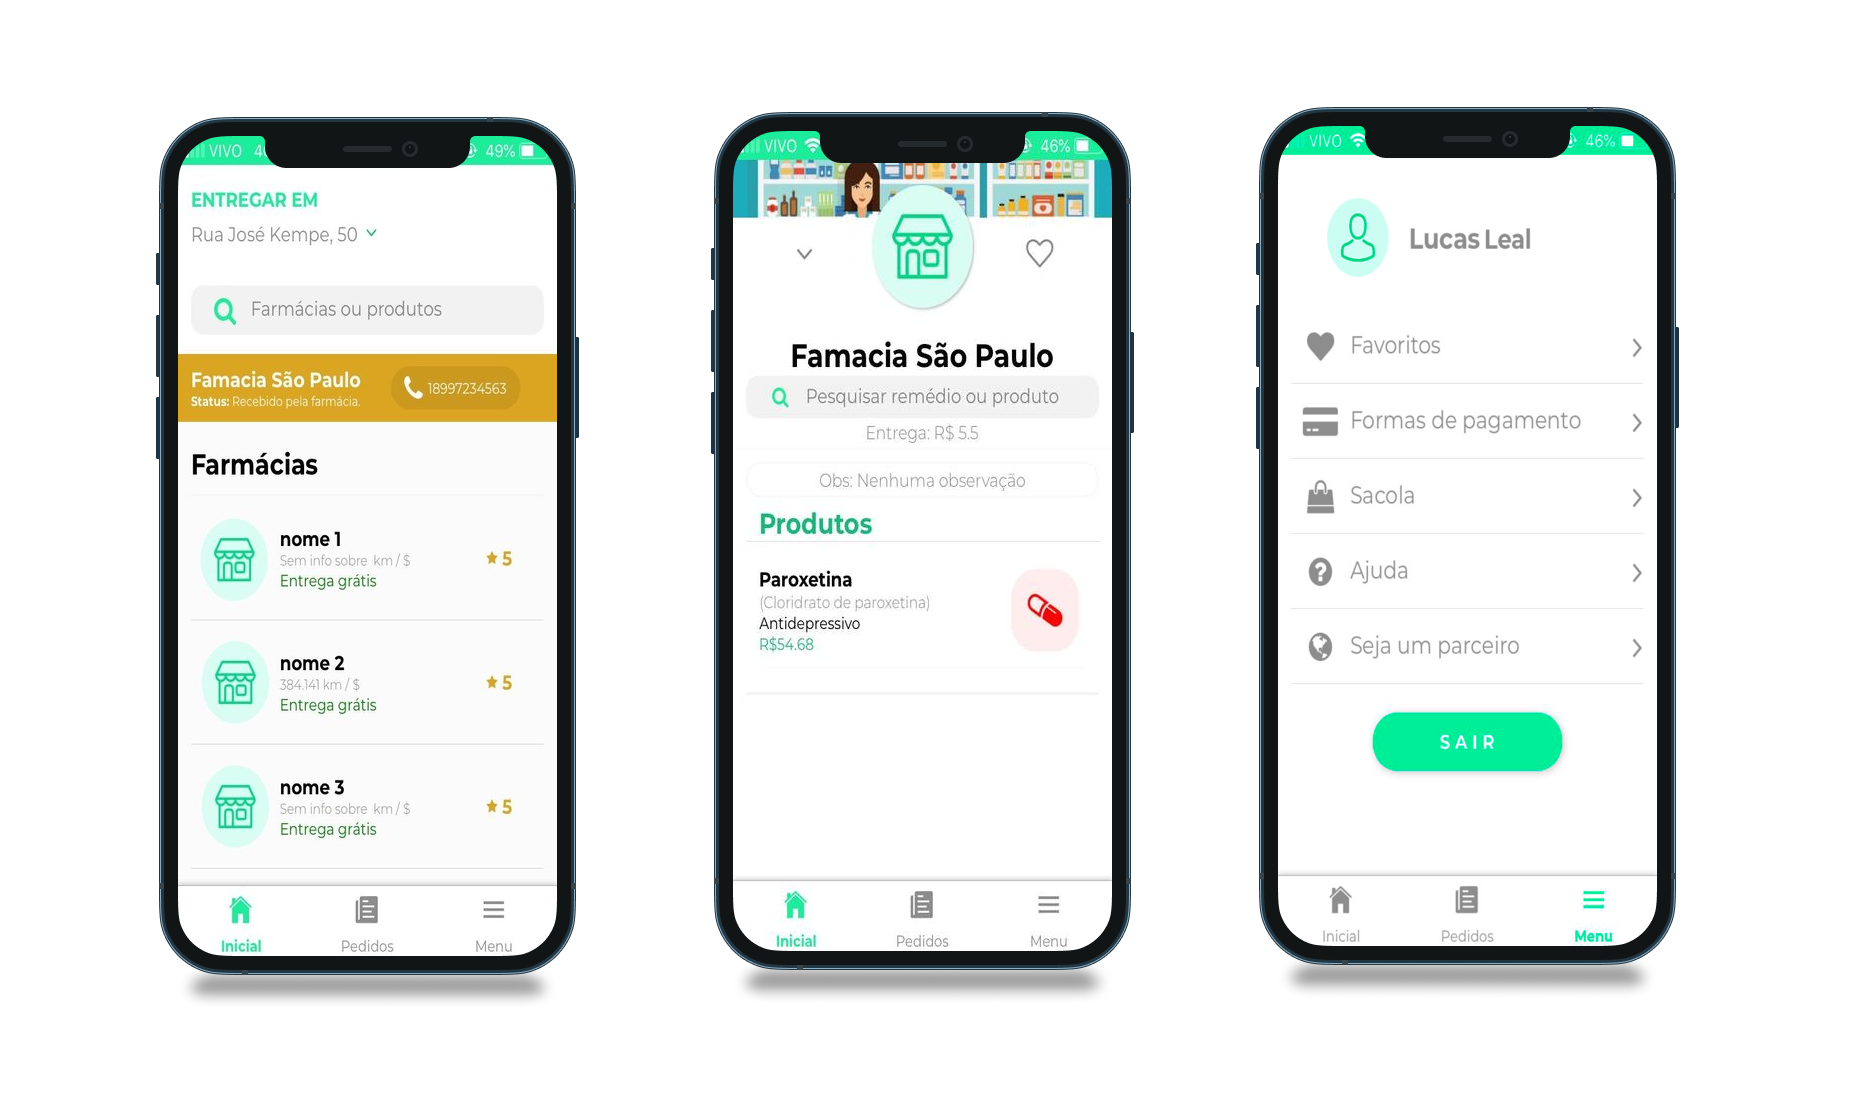 VIVO 49%
ENTREGAR EM
Rua José Kempe, 50
Farmácias ou produtos
Famacia São Paulo
Status: Recebido pela farmácia.
18997234563
Farmácias
nome 1
Sem info sobre km / $
Entrega grátis
5
nome 2
384.141 km / $
Entrega grátis
5
nome 3
Sem info sobre km / $
Entrega grátis
5
Inicial Pedidos Menu
VIVO 46%
Famacia São Paulo
Pesquisar remédio ou produto
Entrega: R$ 5.5
Obs: Nenhuma observação
Produtos
Paroxetina
(Cloridrato de paroxetina)
Antidepressivo
R$54.68
Inicial Pedidos Menu
VIVO 46%
Lucas Leal
Favoritos
Formas de pagamento
Sacola
Ajuda
Seja um parceiro
SAIR
Inicial Pedidos Menu